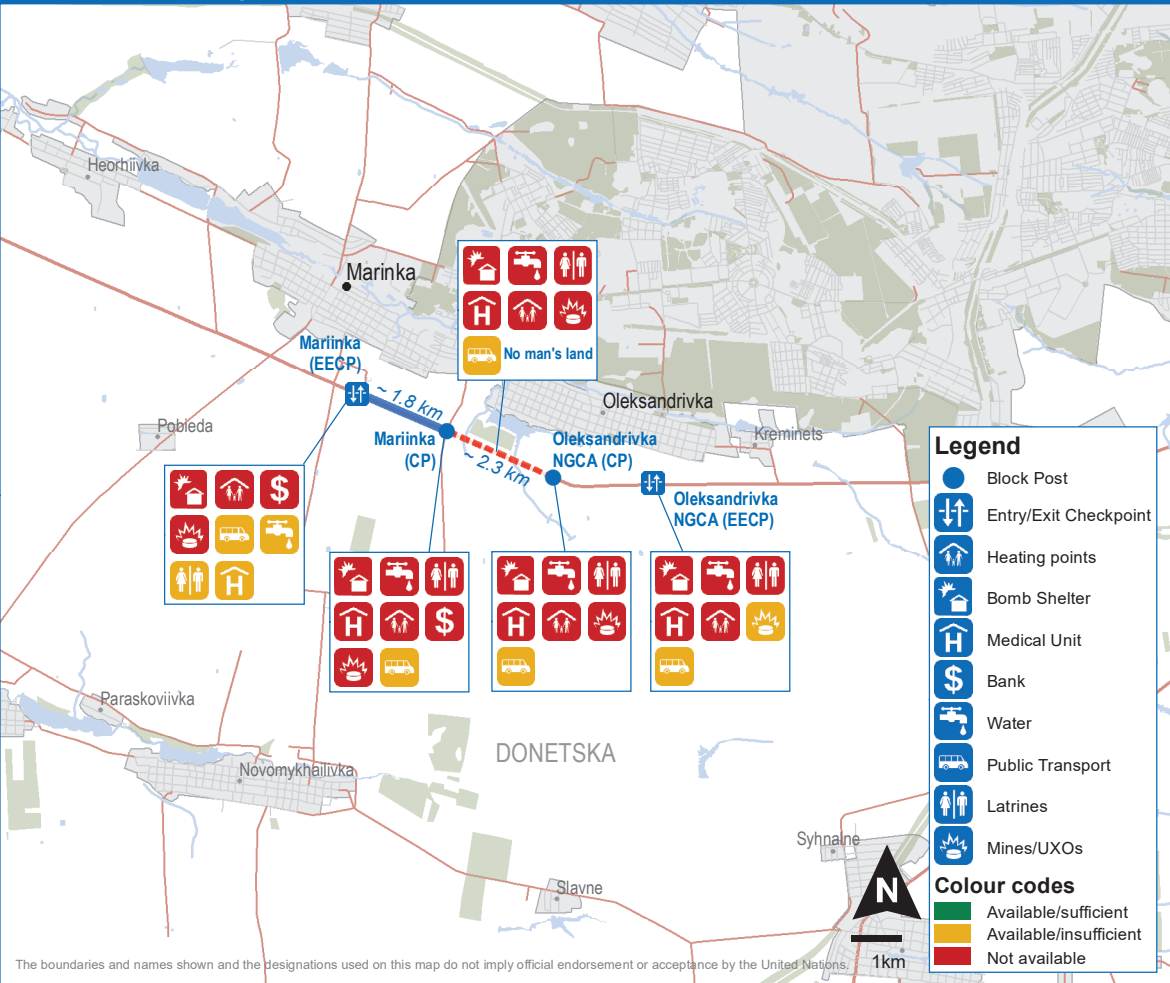 Heorhiivka
Marinka
No man's land
Mariinka
(EECP)
~ 1.8 km
Oleksandrivka
Pobieda
Mariinka
(CP)
~ 2.3 km
Oleksandrivka
NGCA (CP)
Kreminets
Oleksandrivka
NGCA (EECP)
$
H
H
$
H
H
H
Paraskoviivka
Novomykhailivka
DONETSKA
Syhnalne
Slavne
Legend
Block Post
Entry/Exit Checkpoint
Heating points
Bomb Shelter
H Medical Unit
$ Bank
Water
Public Transport
Latrines
Mines/UXOs
Colour codes
Available/sufficient
Available/insufficient
Not available
N
1km
The boundaries and names shown and the designations used on this map do not imply official endorsement or acceptance by the United Nations.